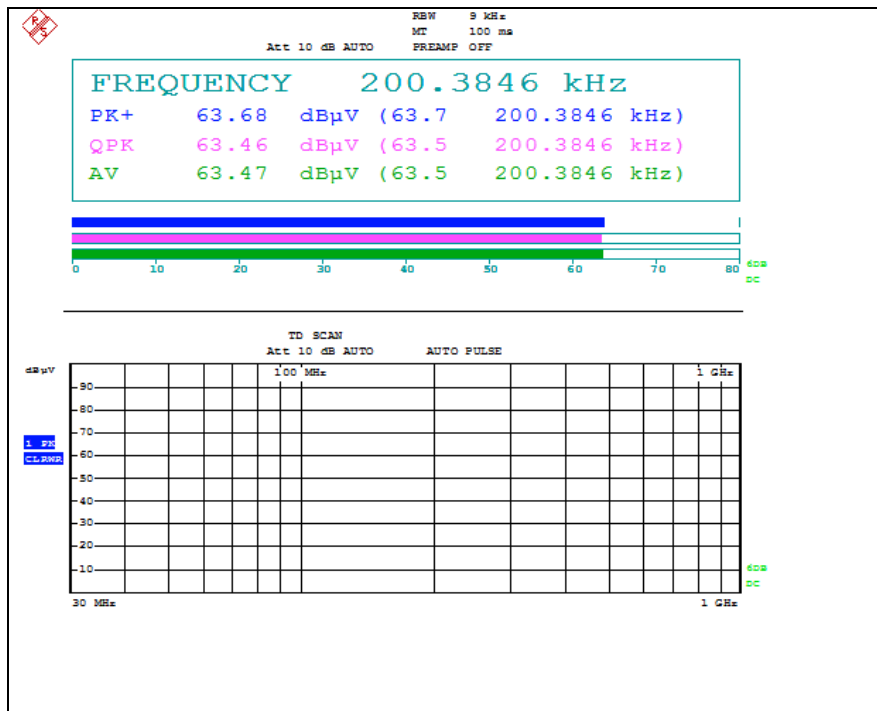 R S
RBW 9 kHz
MT 100 ms
Att 10 dB AUTO PREAMP OFF
FREQUENCY 200.3846 kHz
PK+ 63.68 dBµV (63.7 200.3846 kHz)
QPK 63.46 dBµV (63.5 200.3846 kHz)
AV 63.47 dBµV (63.5 200.3846 kHz)
0 10 20 30 40 50 60 70 80
6DB
DC
TD SCAN
Att 10 dB AUTO AUTO PULSE
dBµV
100 MHz 1 GHz
90
80
70
1 PK
60
CLRWR
50
40
30
20
10
6DB
DC
30 MHz 1 GHz